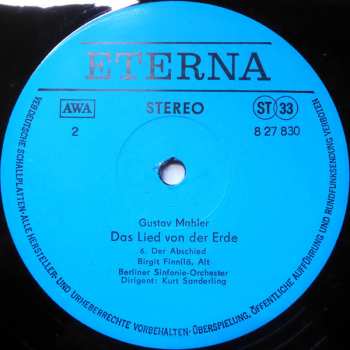 ETERNA
AWA
STEREO
ST 33
2
8 27 830
Gustav Mahler
Das Lied von der Erde
6. Der Abschied
Birgit Finnilä, Alt
Berliner Sinfonie-Orchester
Dirigent: Kurt Sanderling
VEB DEUTSCHE SCHALLPLATTEN · ALLE HERSTELLER- UND URHEBERRECHTE VORBEHALTEN · ÜBERSPIELUNG, ÖFFENTLICHE AUFFÜHRUNG UND RUNDFUNKSENDUNG VERBOTEN